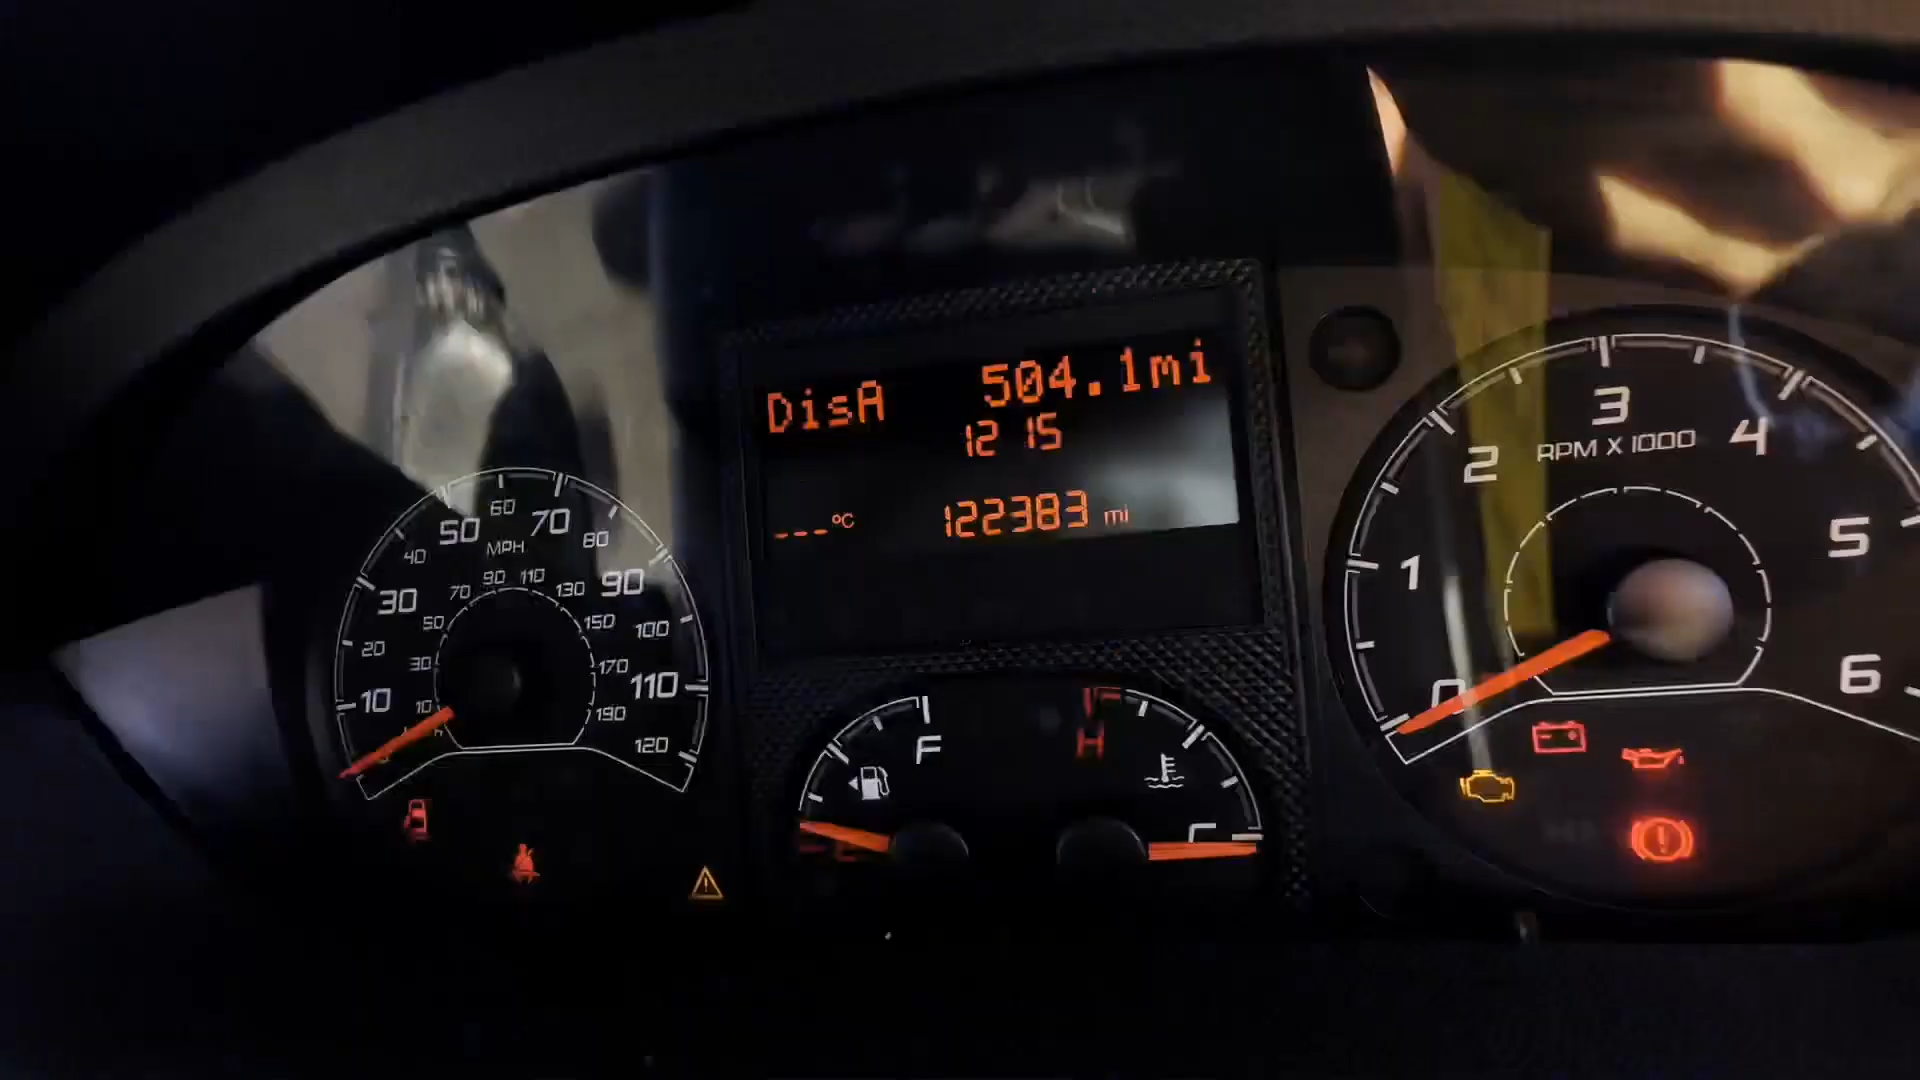 DisA 504.1mi
12 15
---°C 122383 mi
10 20 30 40 50 60 70 80 90 100 110 120
MPH
10 30 50 70 90 110 130 150 170 190
F
H
C
0 1 2 3 4 5 6
RPM X 1000